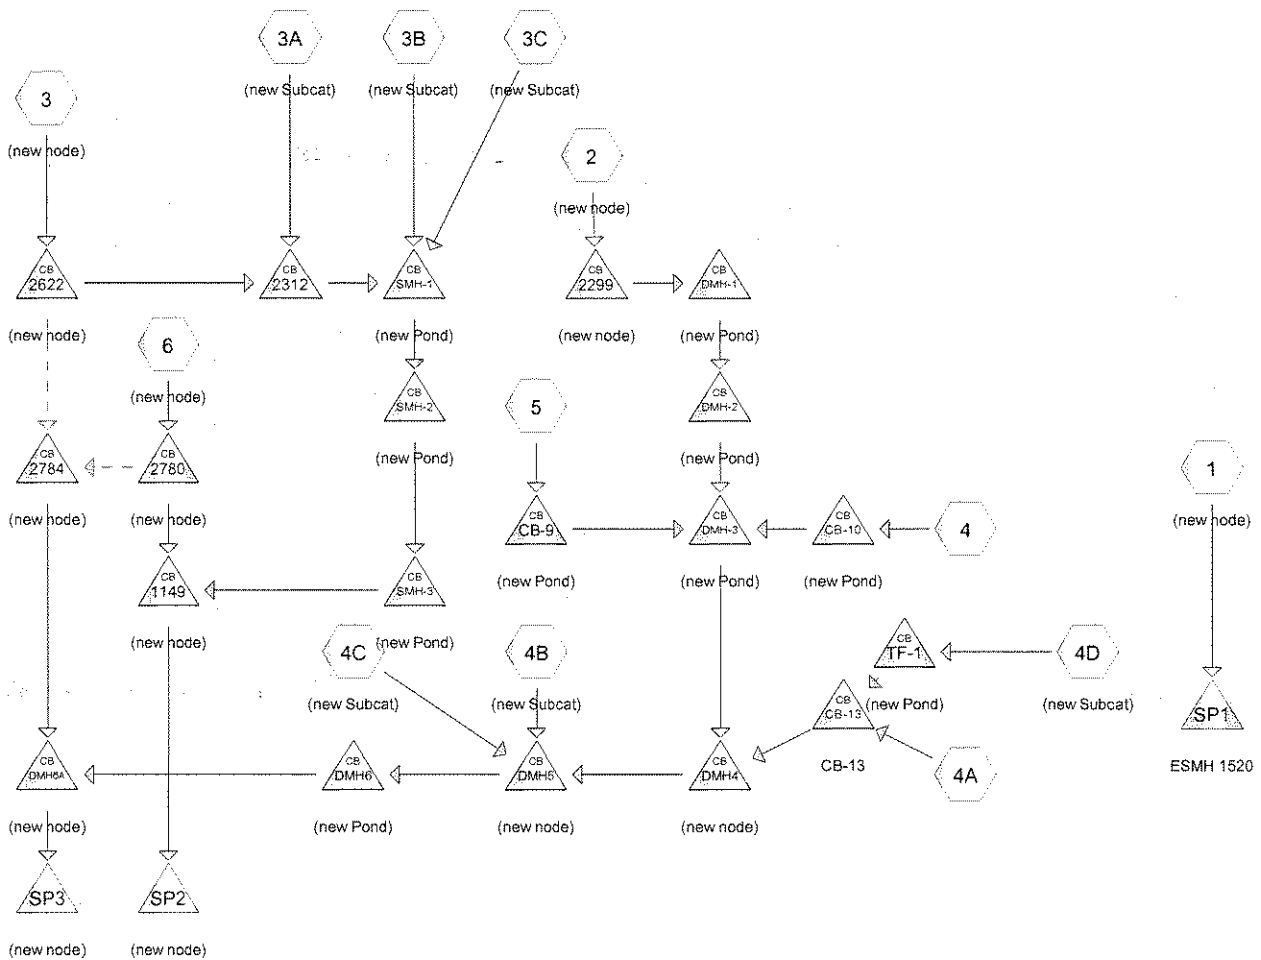 3A
3B
3C
(new Subcat)
(new Subcat)
(new Subcat)
3
(new node)
2
(new node)
CB
2622
CB
2312
CB
SMH-1
CB
2299
CB
DMH-1
(new node)
(new Pond)
(new node)
(new Pond)
6
(new node)
CB
SMH-2
5
CB
DMH-2
CB
2784
CB
2780
(new Pond)
(new Pond)
1
(new node)
(new node)
(new node)
CB
CB-9
CB
DMH-3
CB
CB-10
4
CB
1149
CB
SMH-3
(new Pond)
(new Pond)
(new Pond)
(new node)
(new Pond)
4C
4B
CB
TF-1
4D
(new Subcat)
(new Subcat)
CB
CB-13
(new Pond)
(new Subcat)
SP1
CB
DMH6A
CB
DMH6
CB
DMH5
CB
DMH4
CB-13
4A
ESMH 1520
(new node)
(new Pond)
(new node)
(new node)
SP3
SP2
(new node)
(new node)